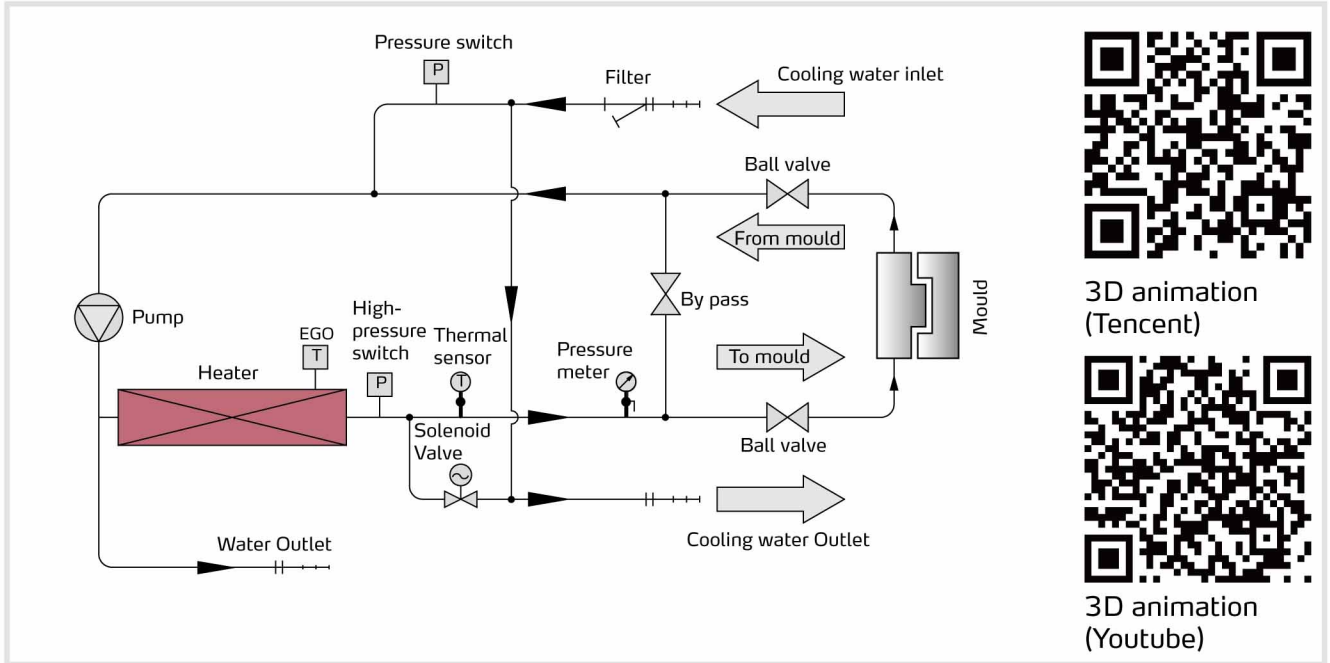 Pressure switch
P
Filter
Cooling water inlet
Ball valve
From mould
Pump
High-
pressure
switch
EGO
T
Thermal
sensor
T
Pressure
meter
By pass
To mould
Mould
Heater
P
Solenoid
Valve
Ball valve
Water Outlet
Cooling water Outlet
3D animation
(Tencent)
3D animation
(Youtube)